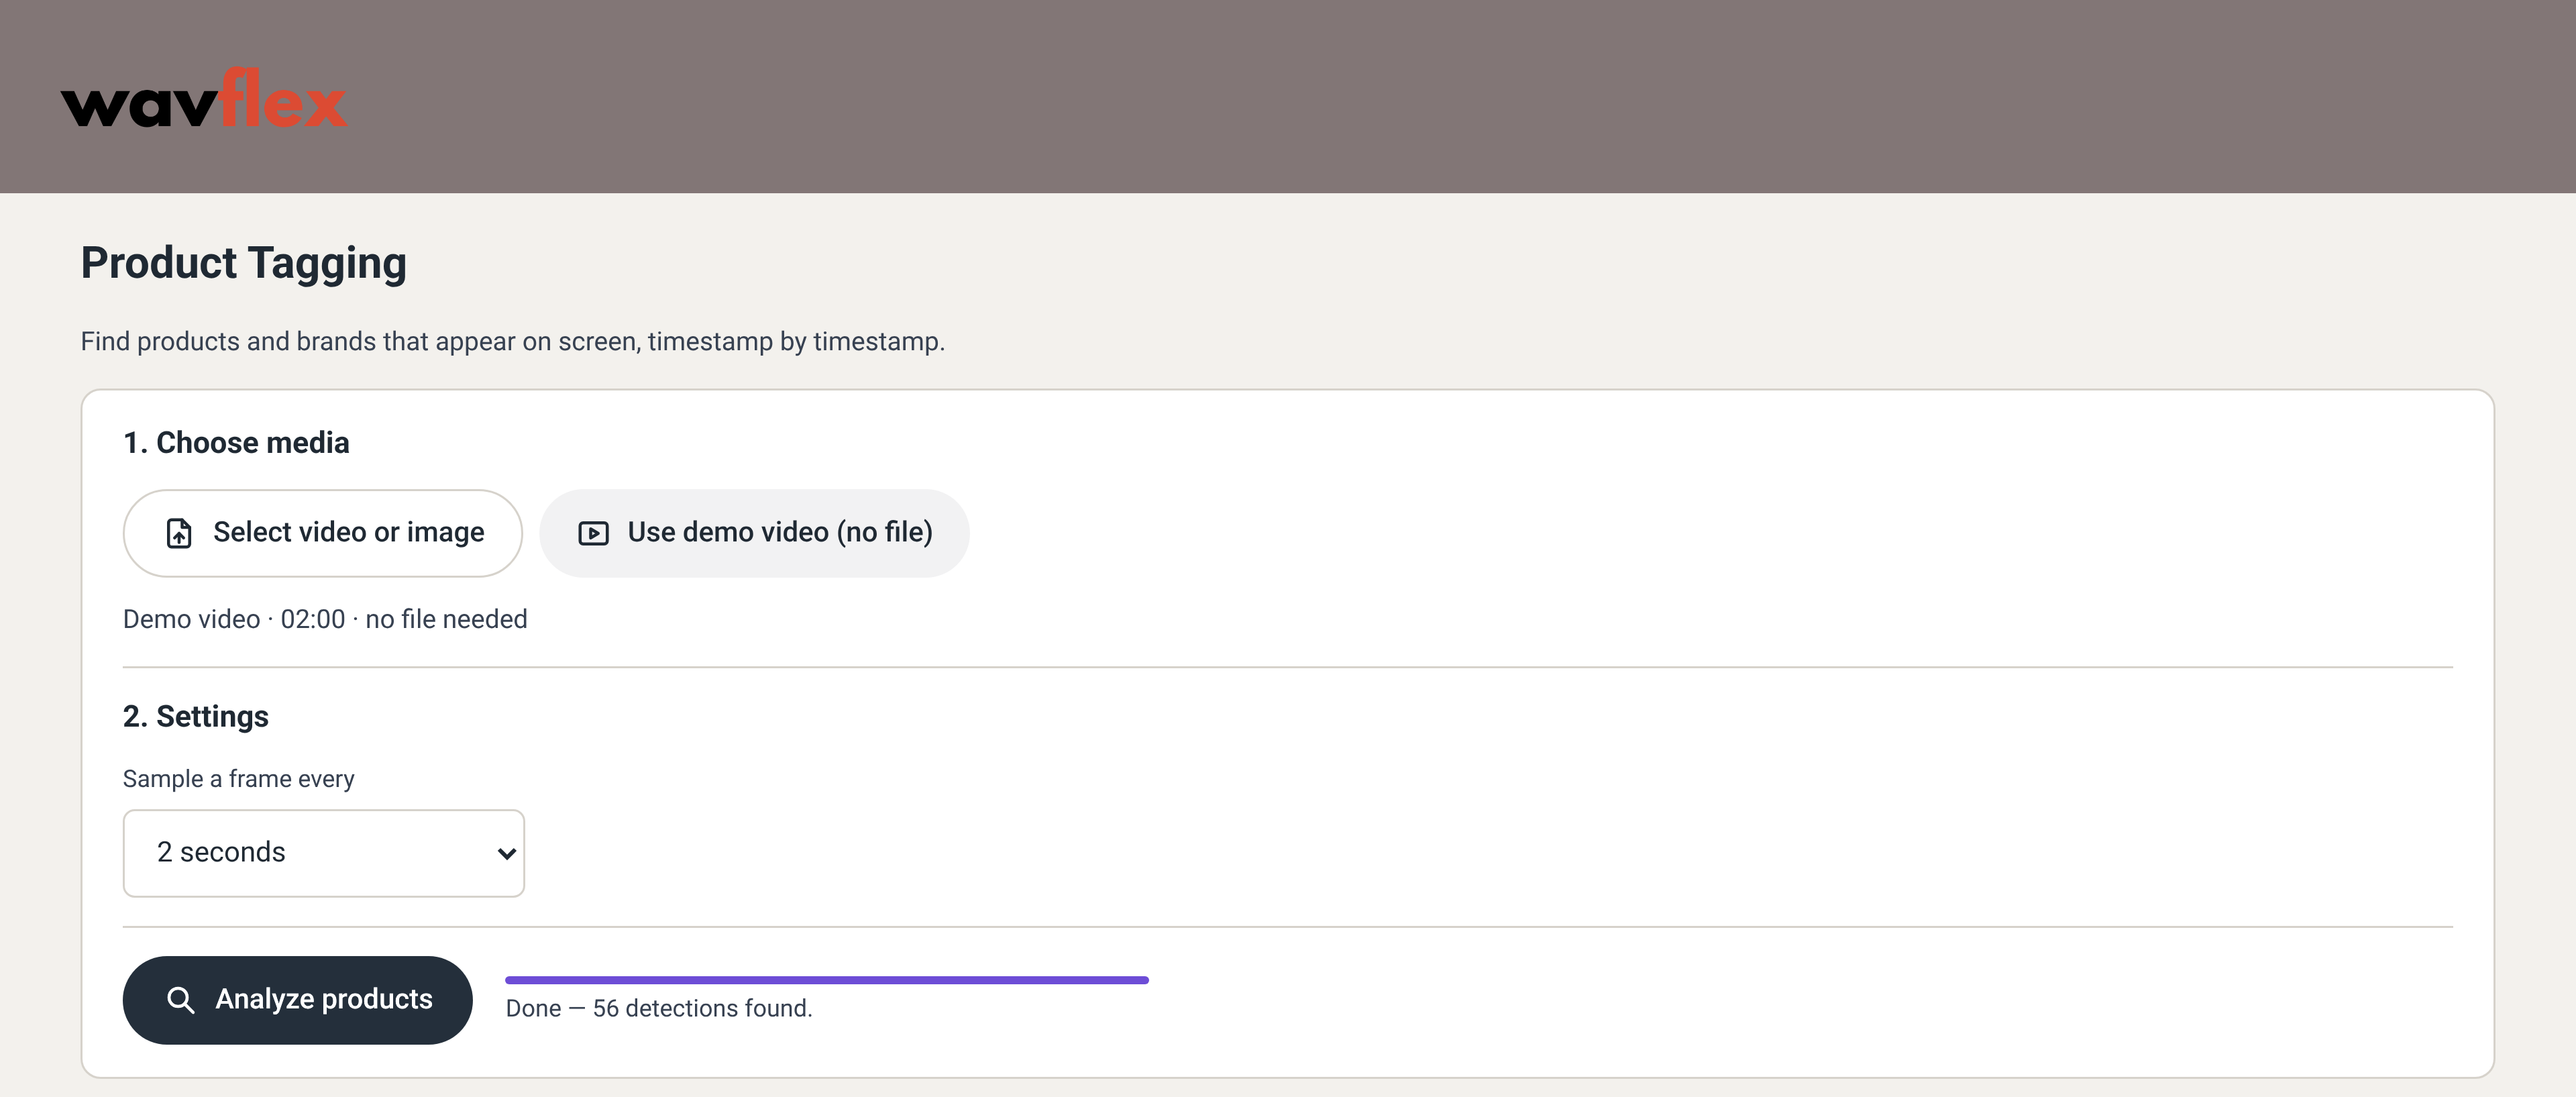 wavflex
Product Tagging
Find products and brands that appear on screen, timestamp by timestamp.
1. Choose media
Select video or image
Use demo video (no file)
Demo video · 02:00 · no file needed
2. Settings
Sample a frame every
2 seconds
Analyze products
Done — 56 detections found.